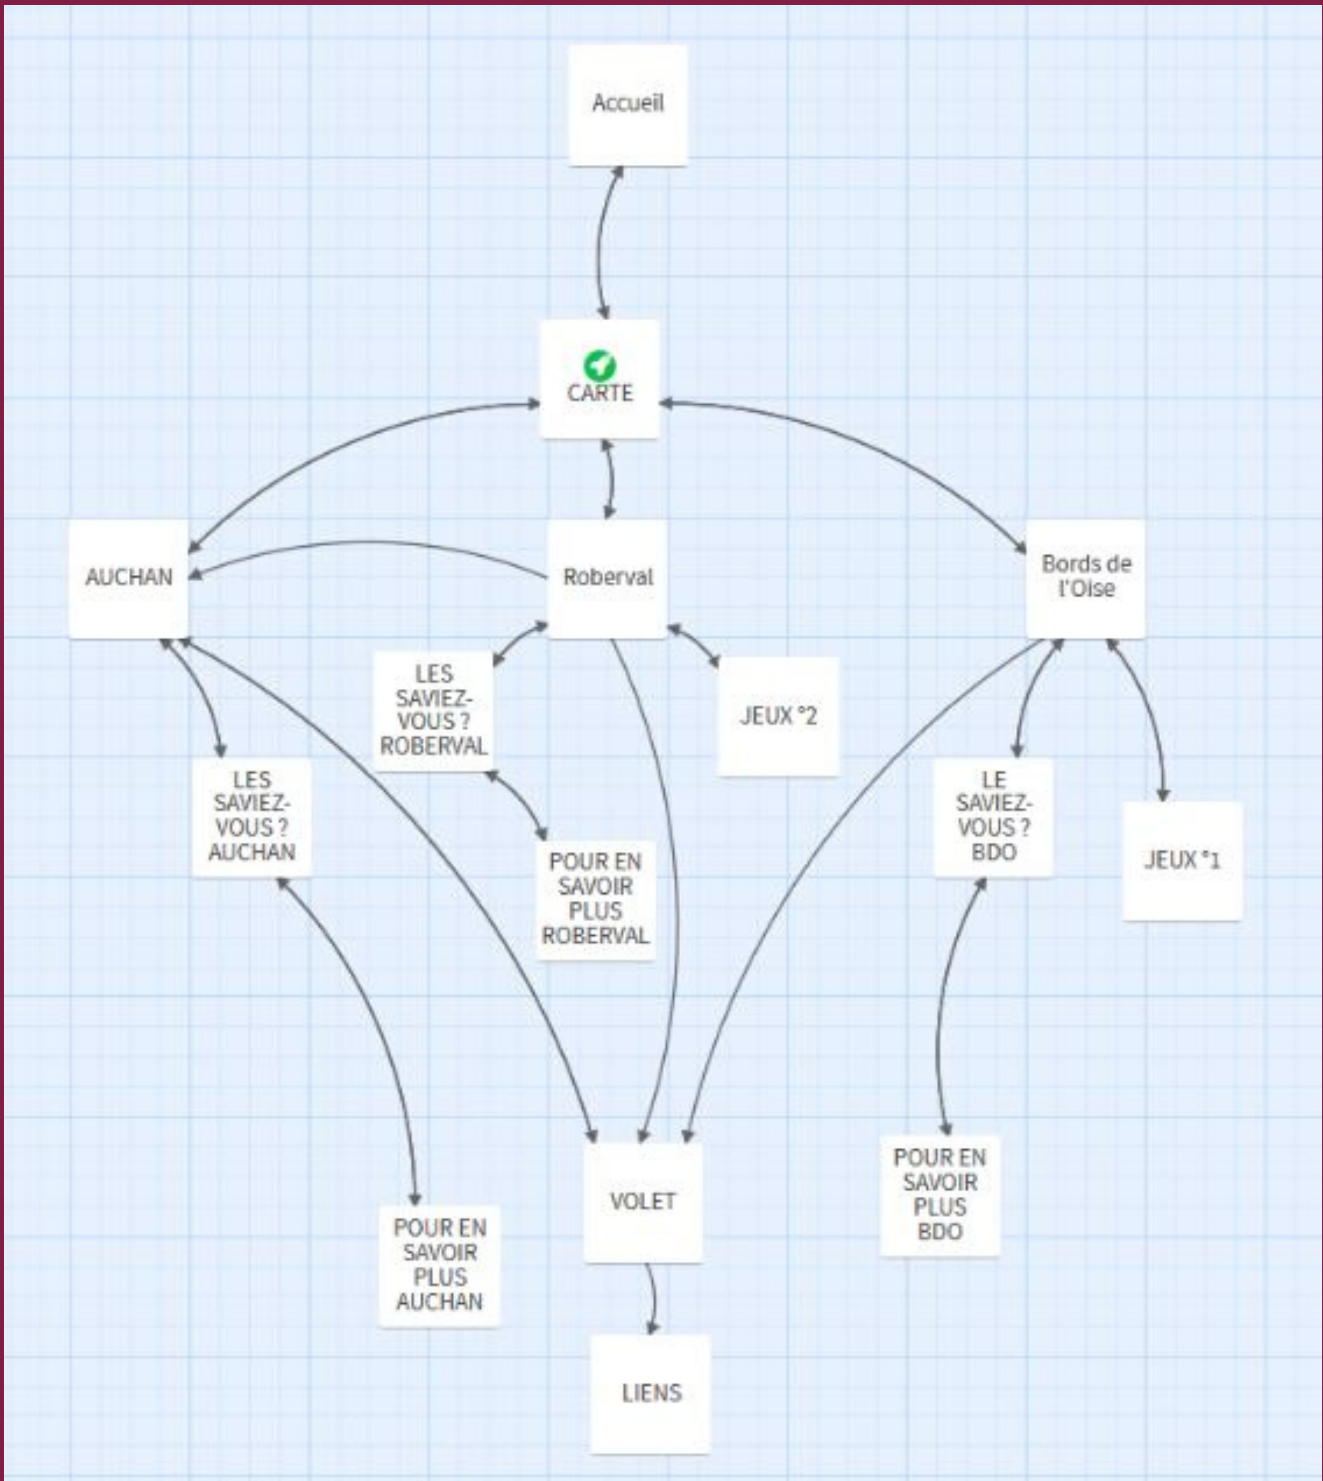 Accueil
CARTE
AUCHAN
Roberval
Bords de
l'Oise
LES
SAVIEZ-
VOUS ?
ROBERVAL
JEUX °2
LES
SAVIEZ-
VOUS ?
AUCHAN
LE
SAVIEZ-
VOUS ?
BDO
JEUX °1
POUR EN
SAVOIR
PLUS
ROBERVAL
VOLET
POUR EN
SAVOIR
PLUS
BDO
POUR EN
SAVOIR
PLUS
AUCHAN
LIENS